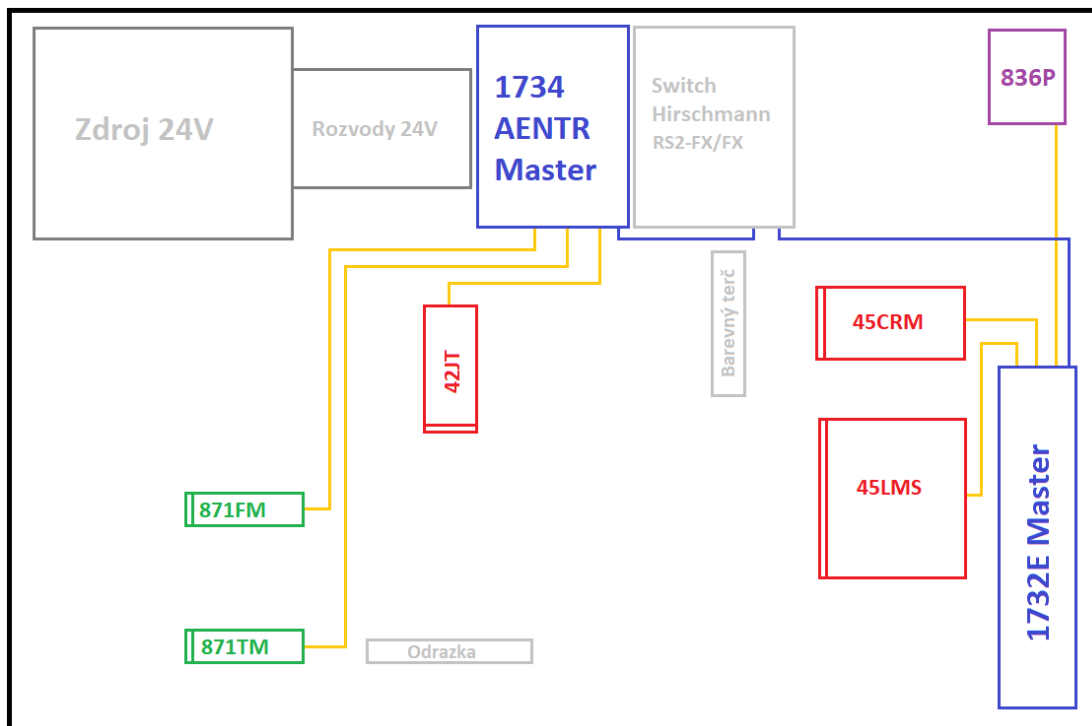 Zdroj 24V
Rozvody 24V
1734
AENTR
Master
Switch
Hirschmann
RS2-FX/FX
836P
Barevný terč
42JT
45CRM
45LMS
871FM
871TM
Odrazka
1732E Master